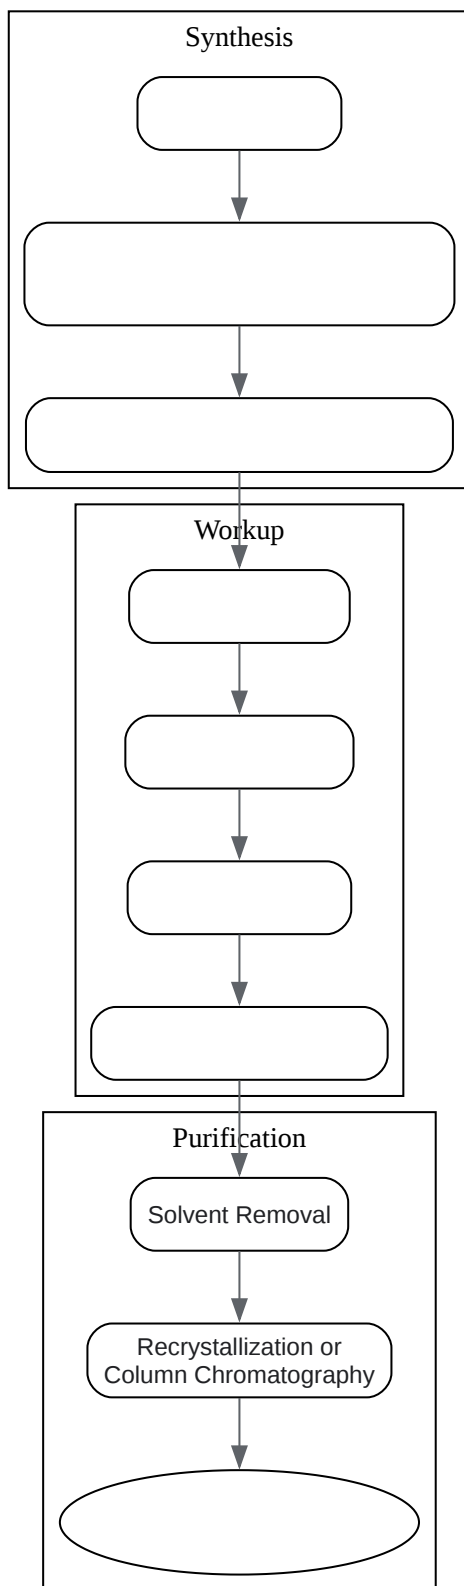 Synthesis
Workup
Purification
Solvent Removal
Recrystallization or
Column Chromatography